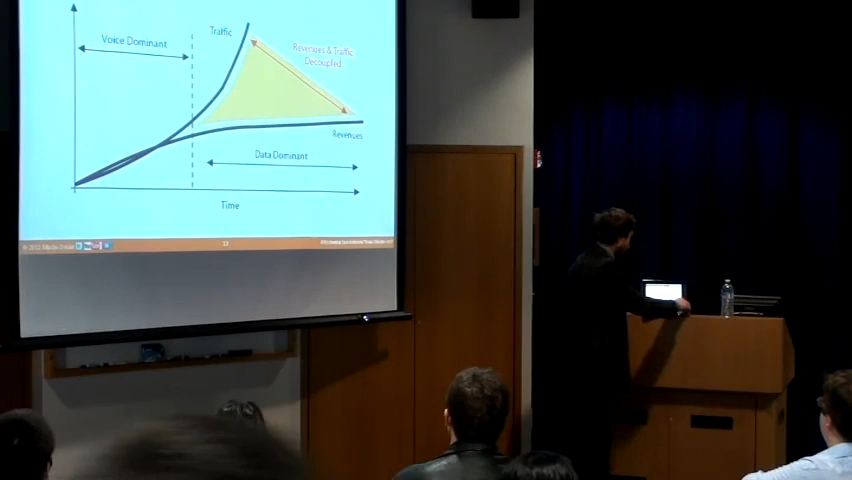 Voice Dominant
Traffic
Revenues & Traffic
Decoupled
Revenues
Data Dominant
Time